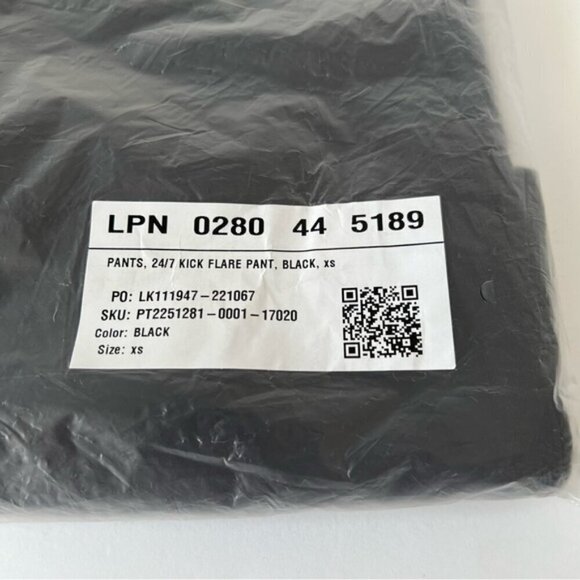 LPN 0280 44 5189
PANTS, 24/7 KICK FLARE PANT, BLACK, xs
PO: LK111947-221067
SKU: PT2251281-0001-17020
Color: BLACK
Size: xs